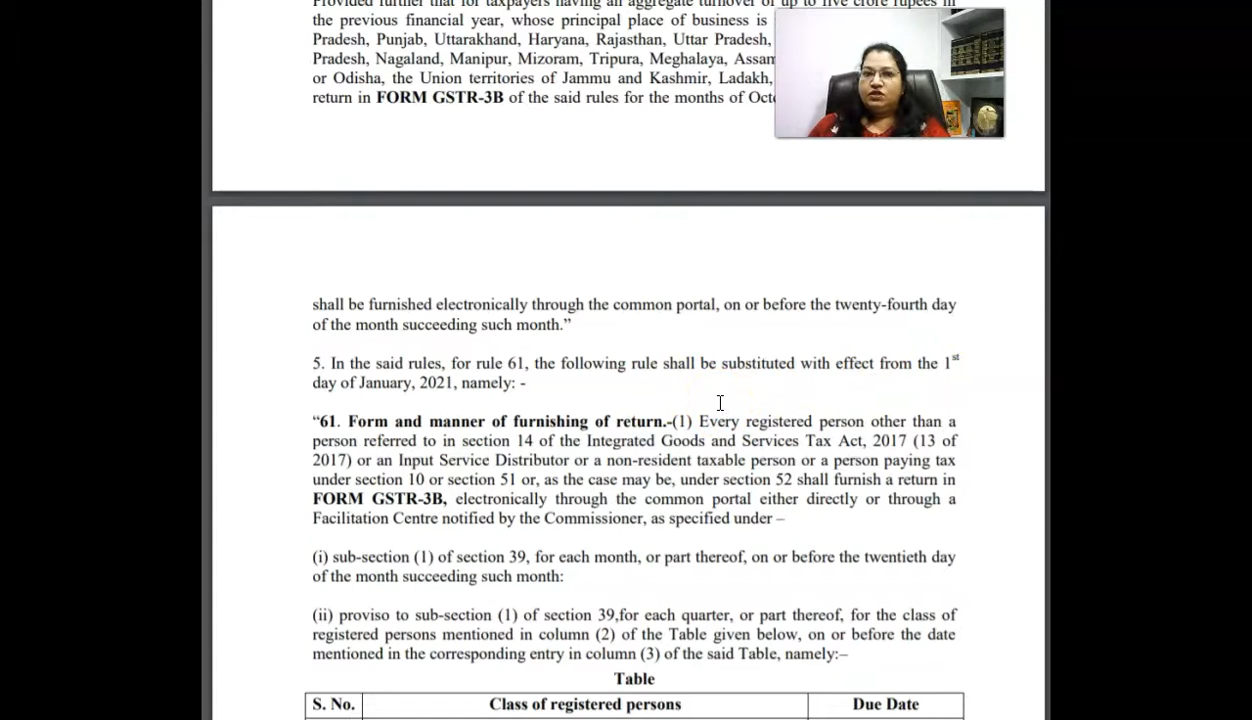 Provided further that for taxpayers having an aggregate turnover of up to five crore rupees in
the previous financial year, whose principal place of business is
Pradesh, Punjab, Uttarakhand, Haryana, Rajasthan, Uttar Pradesh,
Pradesh, Nagaland, Manipur, Mizoram, Tripura, Meghalaya, Assam
or Odisha, the Union territories of Jammu and Kashmir, Ladakh,
return in FORM GSTR-3B of the said rules for the months of
shall be furnished electronically through the common portal, on or before the twenty-fourth day
of the month succeeding such month.”
5. In the said rules, for rule 61, the following rule shall be substituted with effect from the 1st
day of January, 2021, namely: -
“61. Form and manner of furnishing of return.-(1) Every registered person other than a
person referred to in section 14 of the Integrated Goods and Services Tax Act, 2017 (13 of
2017) or an Input Service Distributor or a non-resident taxable person or a person paying tax
under section 10 or section 51 or, as the case may be, under section 52 shall furnish a return in
FORM GSTR-3B, electronically through the common portal either directly or through a
Facilitation Centre notified by the Commissioner, as specified under –
(i) sub-section (1) of section 39, for each month, or part thereof, on or before the twentieth day
of the month succeeding such month:
(ii) proviso to sub-section (1) of section 39,for each quarter, or part thereof, for the class of
registered persons mentioned in column (2) of the Table given below, on or before the date
mentioned in the corresponding entry in column (3) of the said Table, namely:–
Table
S. No. Class of registered persons Due Date